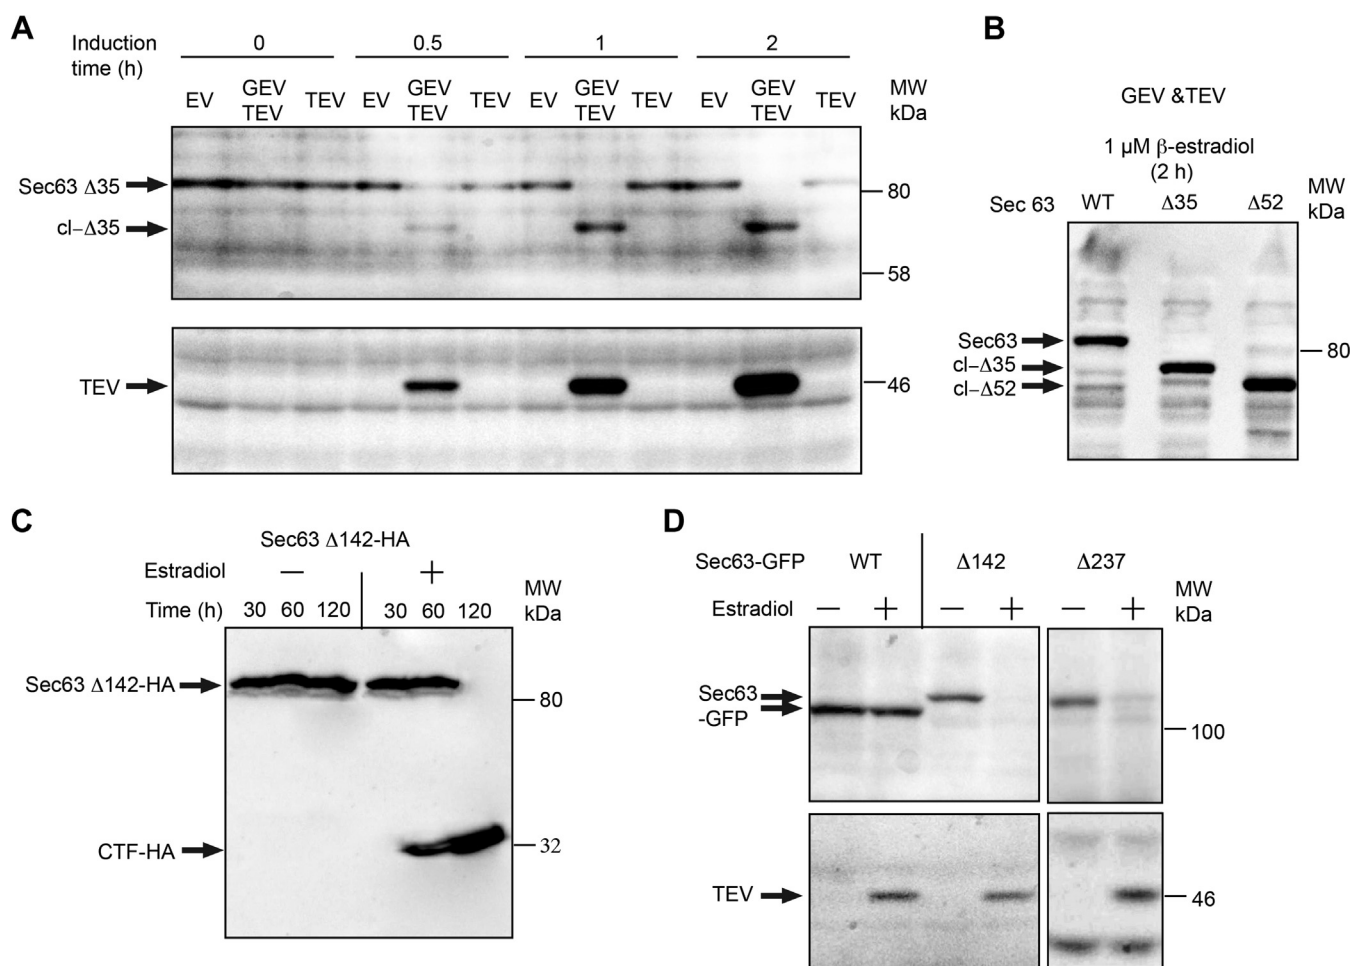 A
Induction
time (h)
0 0.5 1 2
EV GEV TEV TEV EV GEV TEV TEV EV GEV TEV TEV EV GEV TEV TEV
MW
kDa
Sec63 Δ35
cl–Δ35
80
58
TEV
46
B
GEV &TEV
1 µM β-estradiol
(2 h)
Sec 63 WT Δ35 Δ52
MW
kDa
Sec63
cl–Δ35
cl–Δ52
80
C
Sec63 Δ142-HA
Estradiol — +
Time (h) 30 60 120 30 60 120
MW
kDa
Sec63 Δ142-HA
80
CTF-HA
32
D
Sec63-GFP WT Δ142 Δ237
Estradiol — + — + — +
MW
kDa
Sec63
-GFP
100
TEV
46